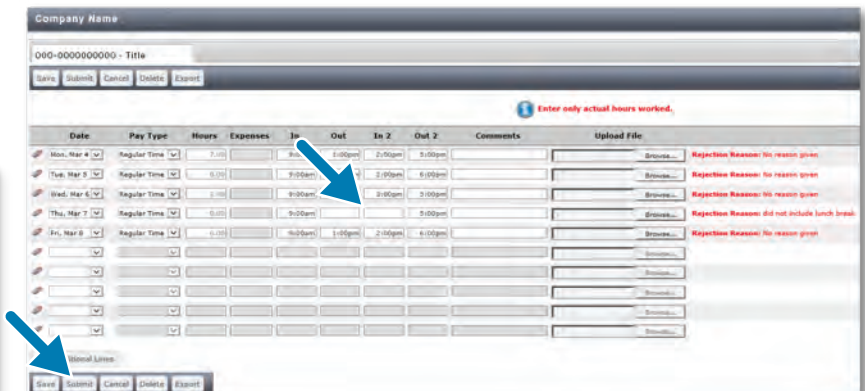 Company Name
000-0000000000 - Title
Save Submit Cancel Delete Export
Enter only actual hours worked.
Date Pay Type Hours Expenses In Out In 2 Out 2 Comments Upload File
Mon, Mar 4 Regular Time 7.00 9:00am 1:00pm 2:00pm 5:00pm Browse... Rejection Reason: No reason given
Tue, Mar 5 Regular Time 9:00am 2:00pm 6:00pm Browse... Rejection Reason: No reason given
Wed, Mar 6 Regular Time 9:00am 2:00pm 5:00pm Browse... Rejection Reason: No reason given
Thu, Mar 7 Regular Time 0.00 9:00am 5:00pm Browse... Rejection Reason: did not include lunch break
Fri, Mar 8 Regular Time 9:00am 1:00pm 2:00pm 6:00pm Browse... Rejection Reason: No reason given
Browse...
Browse...
Browse...
Browse...
Browse...
Lines
Save Submit Cancel Delete Export